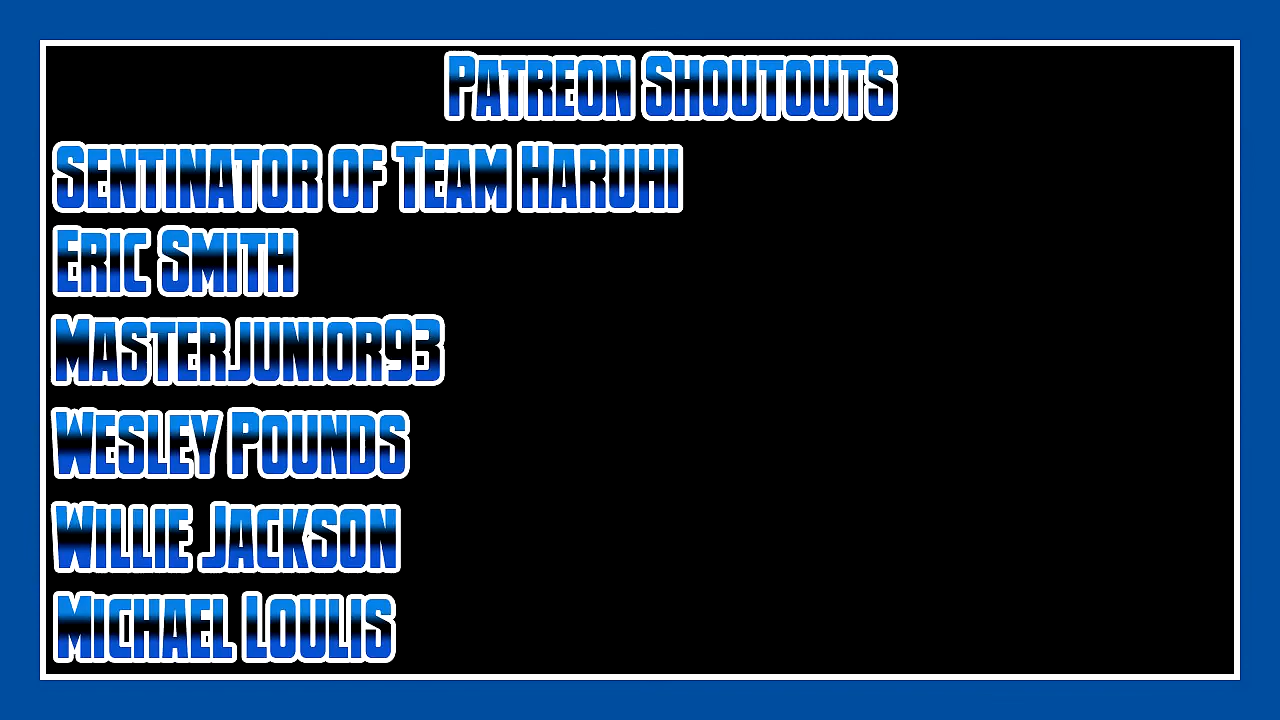 Patreon Shoutouts
Sentinator of Team Haruhi
Eric Smith
Masterjunior93
Wesley Pounds
Willie Jackson
Michael Loulis